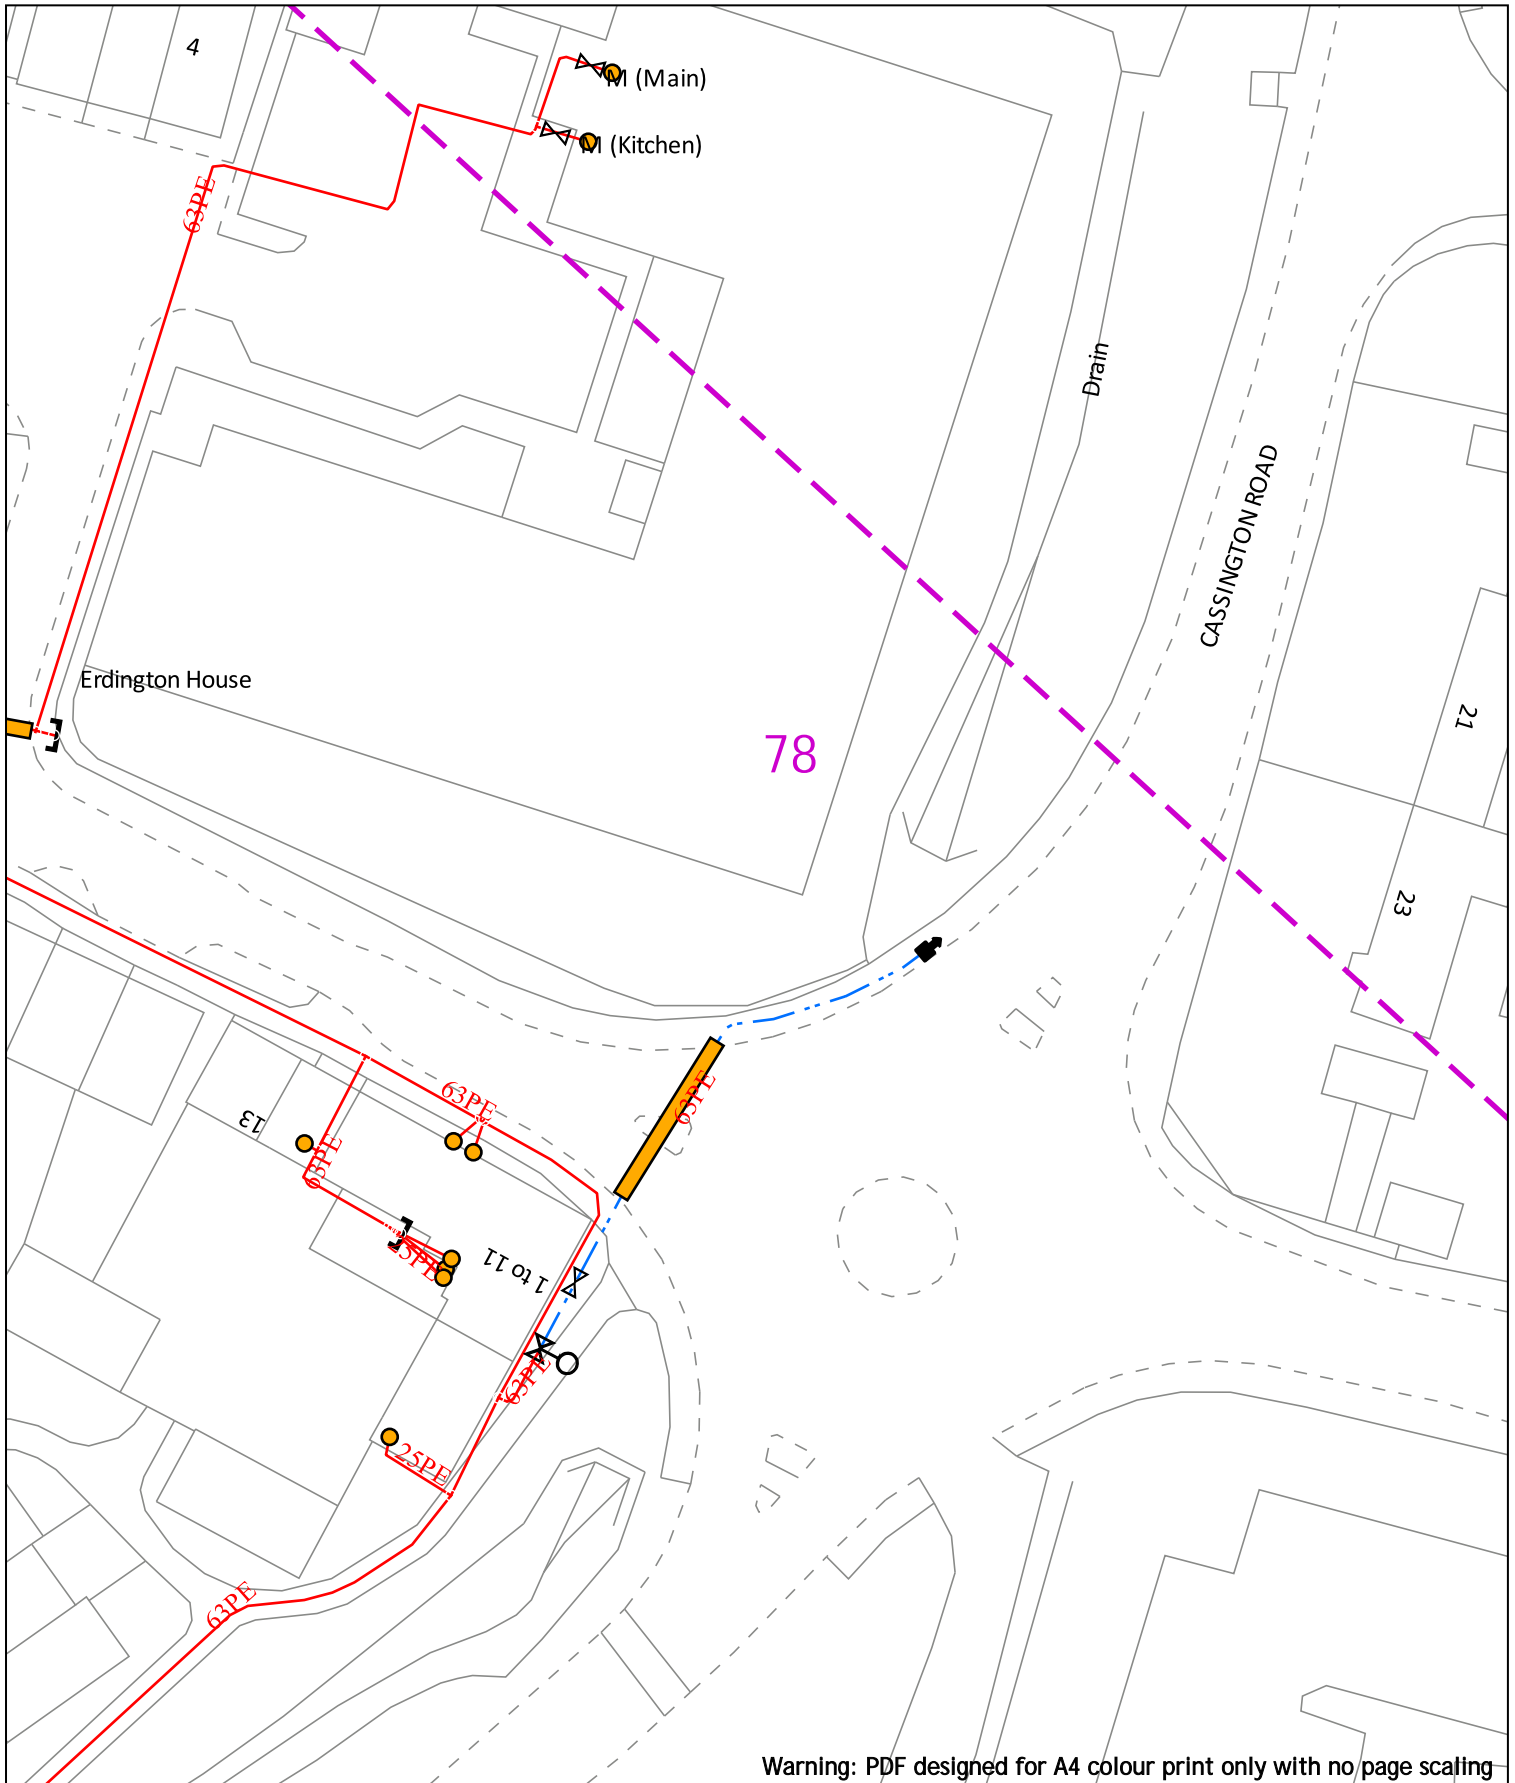 4
M (Main)
M (Kitchen)
63PE
Drain
CASSINGTON ROAD
Erdington House
21
78
23
63PE
63PE
13
63PE
25PE
1 to 11
63PE
25PE
63PE
Warning: PDF designed for A4 colour print only with no page scaling